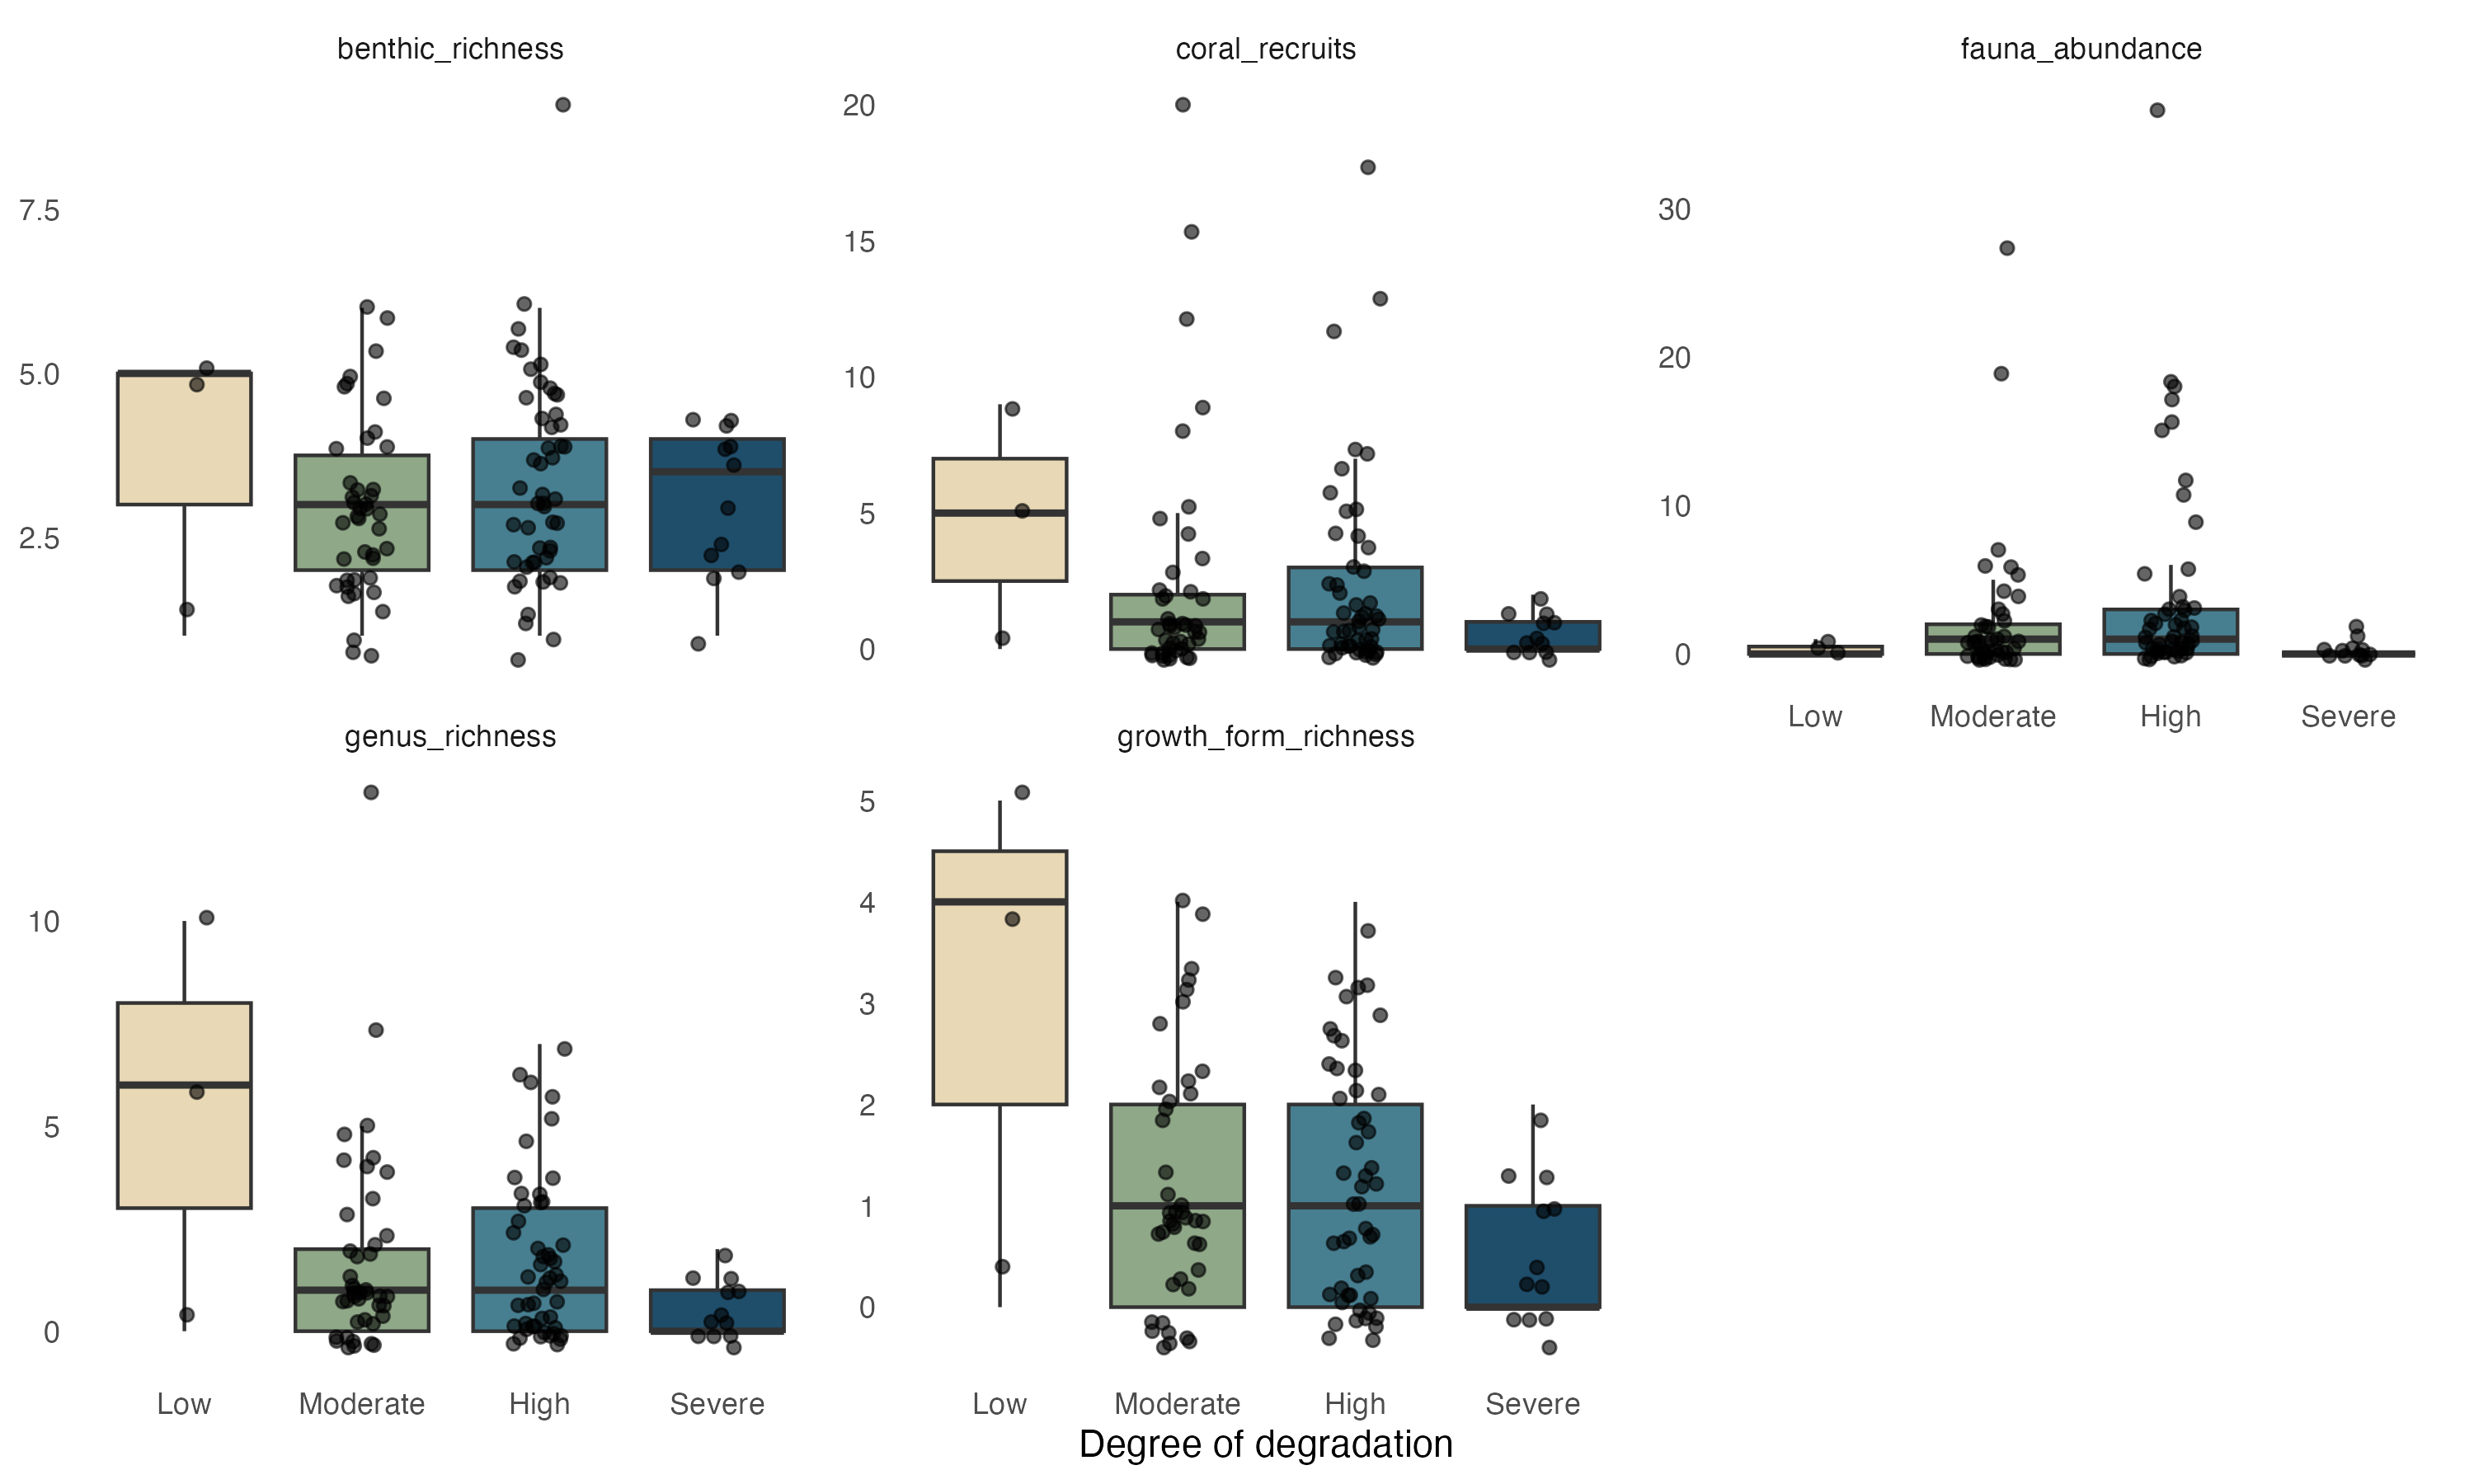 benthic_richness
coral_recruits
fauna_abundance
7.5
5.0
2.5
20
15
10
5
0
30
20
10
0
Low Moderate High Severe
genus_richness
growth_form_richness
10
5
0
5
4
3
2
1
0
Low Moderate High Severe
Low Moderate High Severe
Degree of degradation